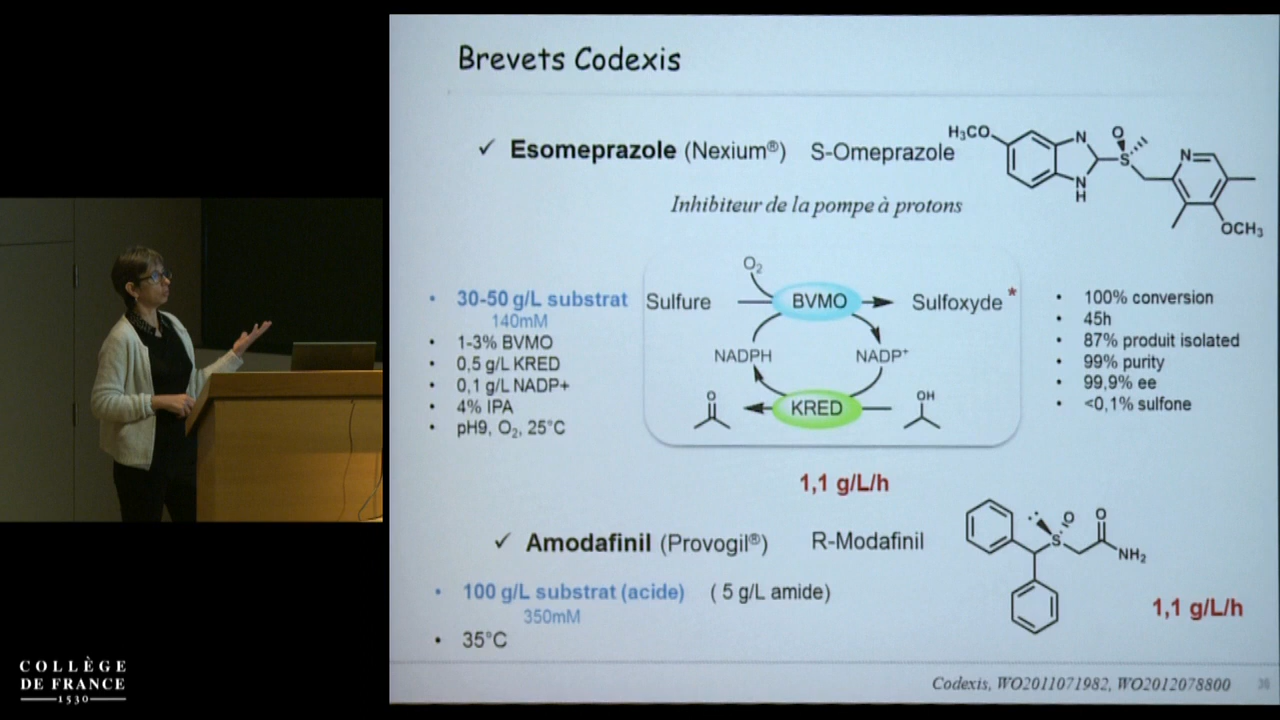 Brevets Codexis
✓ Esomeprazole (Nexium®) S-Omeprazole
H₃CO
N
N
H
O
S
N
OCH₃
Inhibiteur de la pompe à protons
• 30-50 g/L substrat
140mM
• 1-3% BVMO
• 0,5 g/L KRED
• 0,1 g/L NADP+
• 4% IPA
• pH9, O₂, 25°C
O₂
Sulfure BVMO Sulfoxyde *
NADPH NADP⁺
O KRED OH
• 100% conversion
• 45h
• 87% produit isolated
• 99% purity
• 99,9% ee
• <0,1% sulfone
1,1 g/L/h
✓ Amodafinil (Provogil®) R-Modafinil
O O
S
NH₂
• 100 g/L substrat (acide) ( 5 g/L amide)
350mM
• 35°C
1,1 g/L/h
Codexis, WO2011071982, WO2012078800
COLLÈGE
DE FRANCE
1530